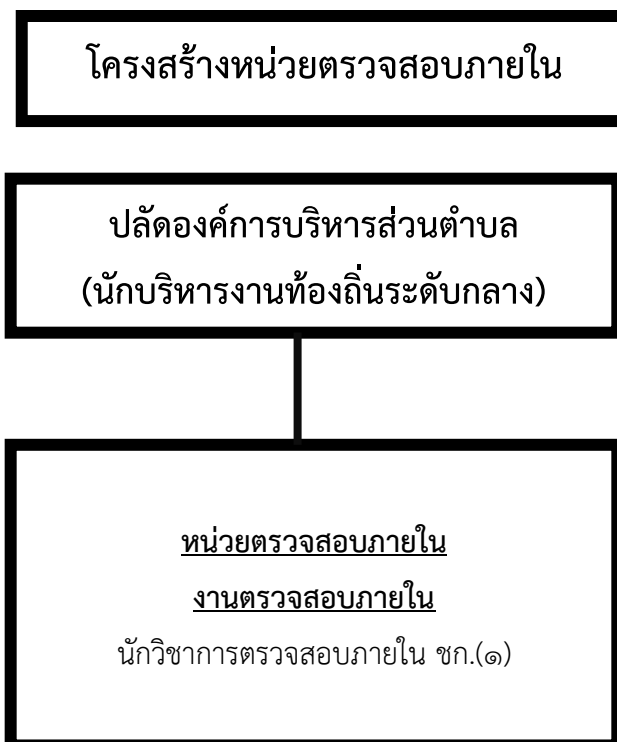 โครงสร้างหน่วยตรวจสอบภายใน
ปลัดองค์การบริหารส่วนตำบล
(นักบริหารงานท้องถิ่นระดับกลาง)
หน่วยตรวจสอบภายใน
งานตรวจสอบภายใน
นักวิชาการตรวจสอบภายใน ชก.(๑)